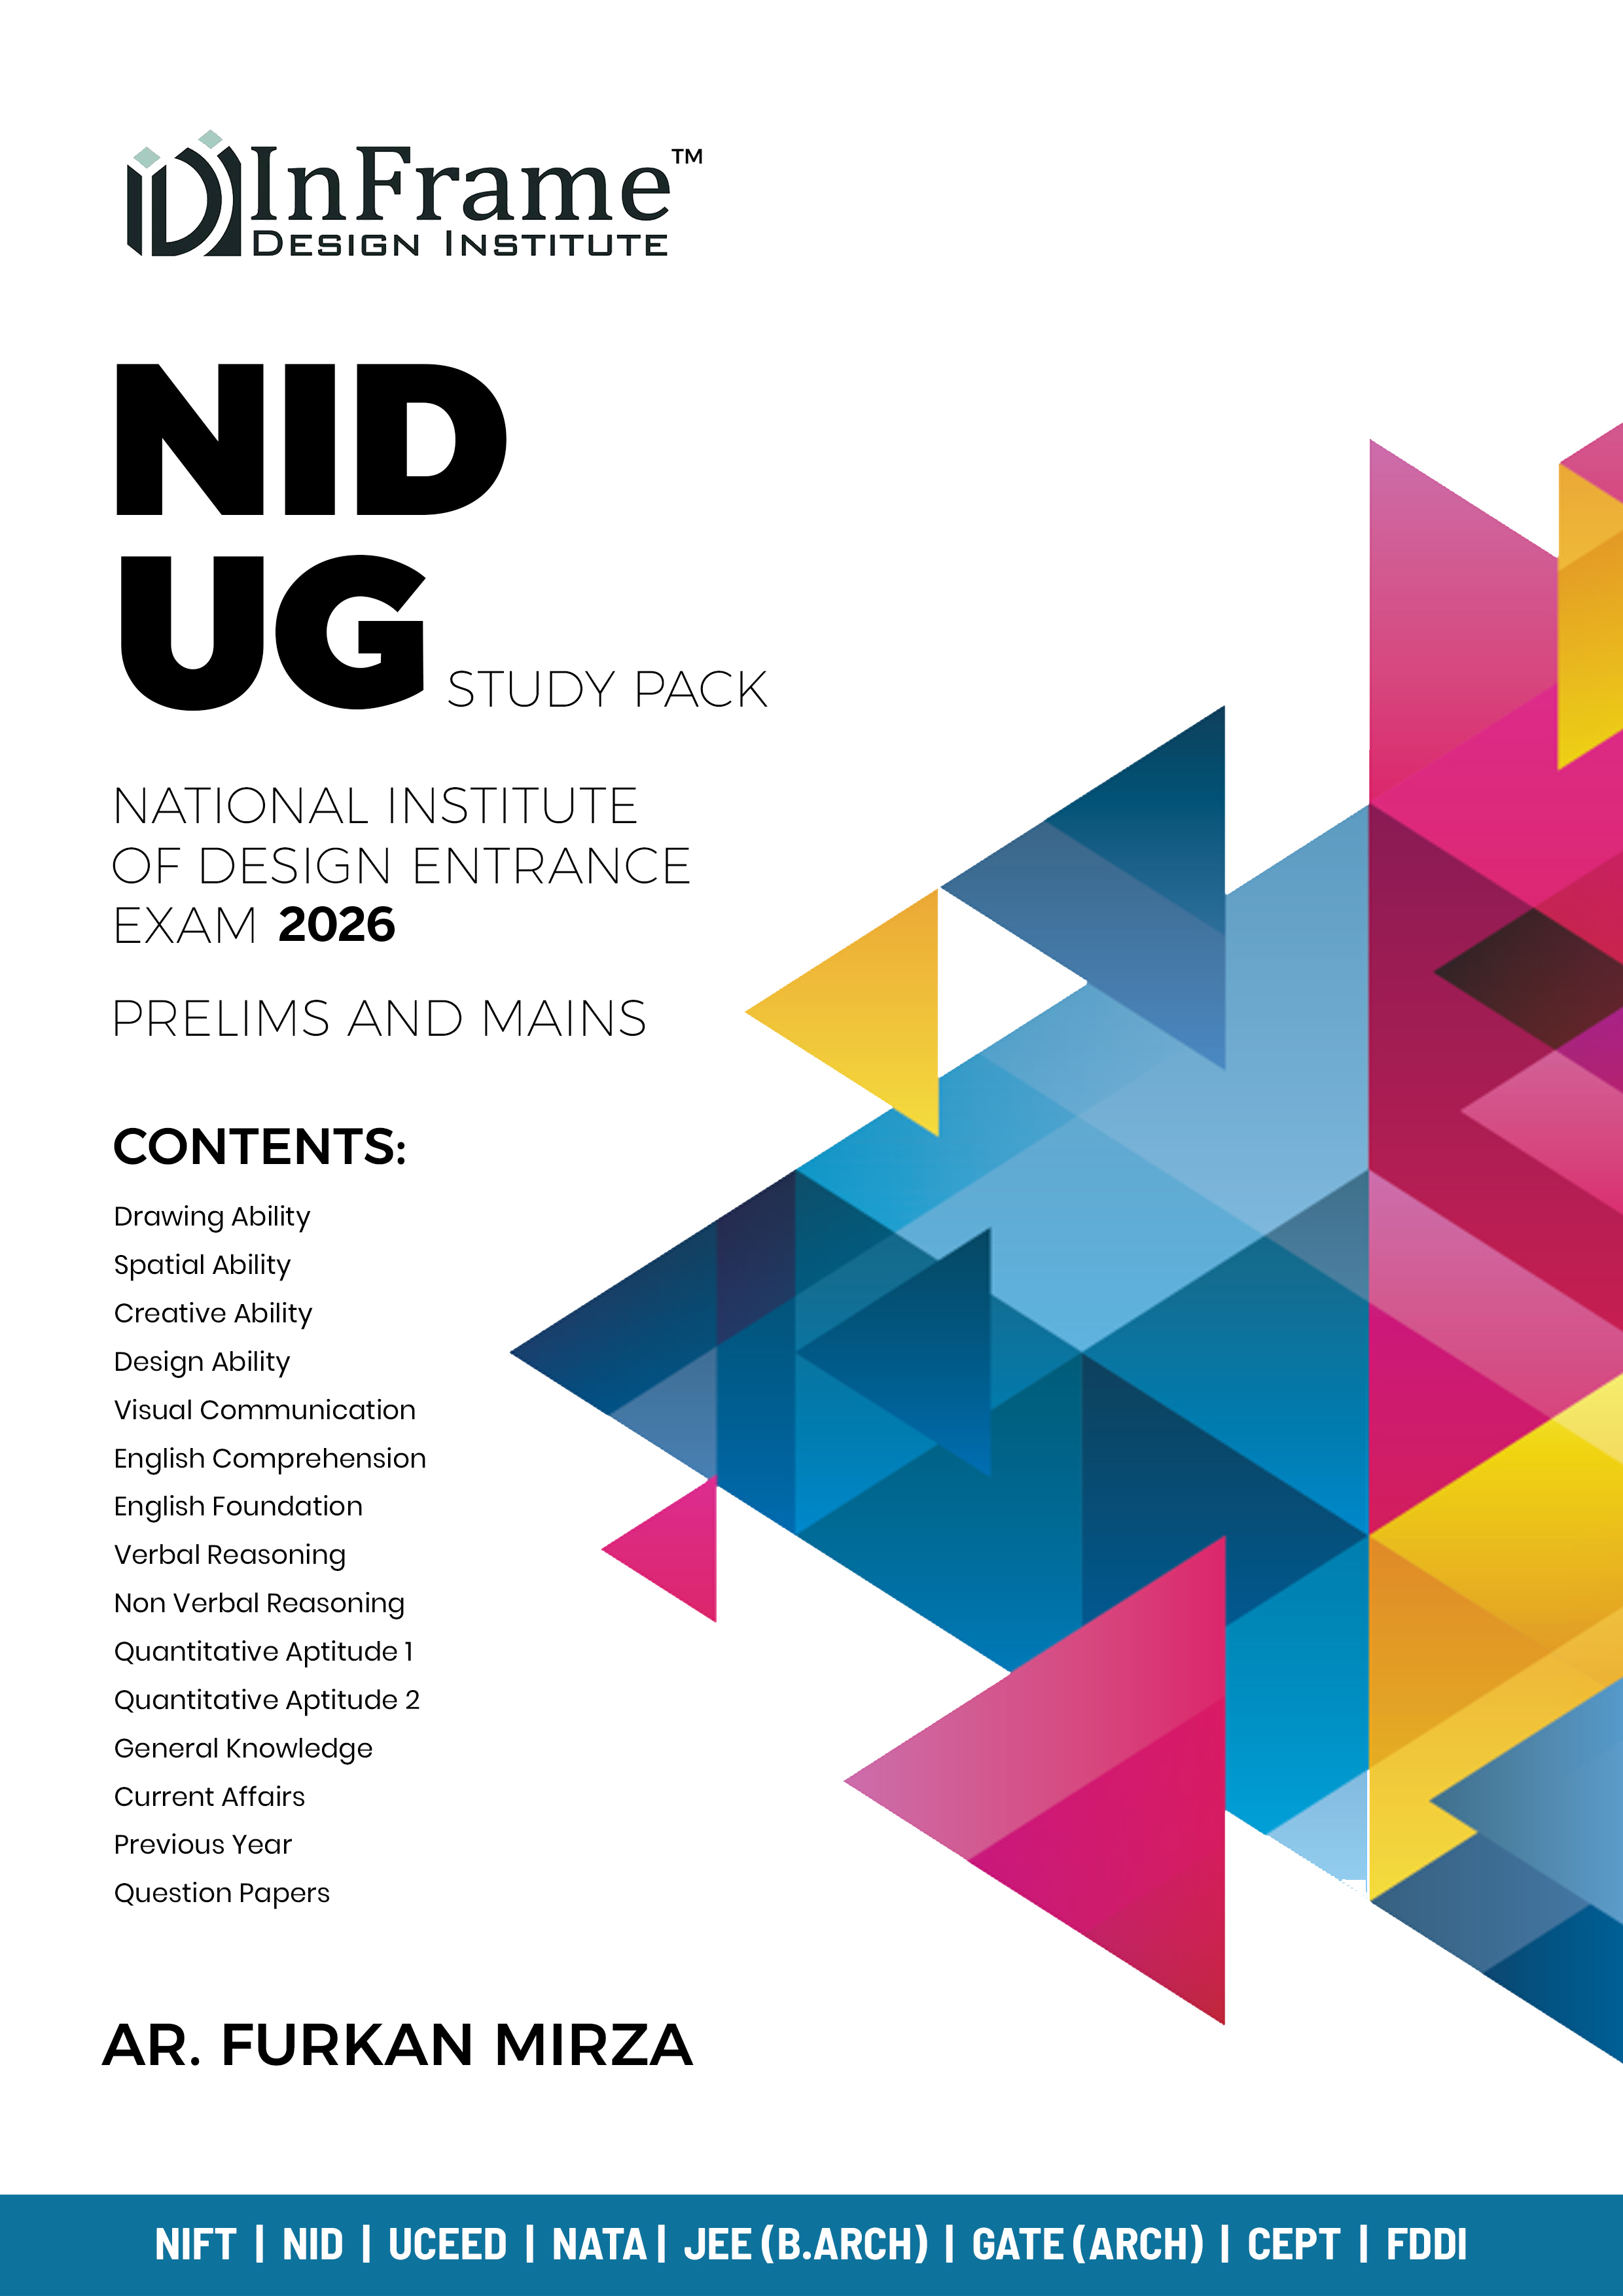 InFrame™
DESIGN INSTITUTE
NID
UG STUDY PACK
NATIONAL INSTITUTE
OF DESIGN ENTRANCE
EXAM 2026
PRELIMS AND MAINS
CONTENTS:
Drawing Ability
Spatial Ability
Creative Ability
Design Ability
Visual Communication
English Comprehension
English Foundation
Verbal Reasoning
Non Verbal Reasoning
Quantitative Aptitude 1
Quantitative Aptitude 2
General Knowledge
Current Affairs
Previous Year
Question Papers
AR. FURKAN MIRZA
NIFT | NID | UCEED | NATA | JEE (B.ARCH) | GATE (ARCH) | CEPT | FDDI